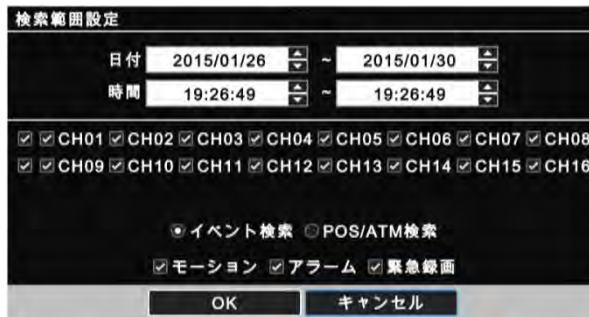 検索範囲設定
日付 2015/01/26 ~ 2015/01/30
時間 19:26:49 ~ 19:26:49
CH01 CH02 CH03 CH04 CH05 CH06 CH07 CH08
CH09 CH10 CH11 CH12 CH13 CH14 CH15 CH16
イベント検索 POS/ATM検索
モーション アラーム 緊急録画
OK キャンセル